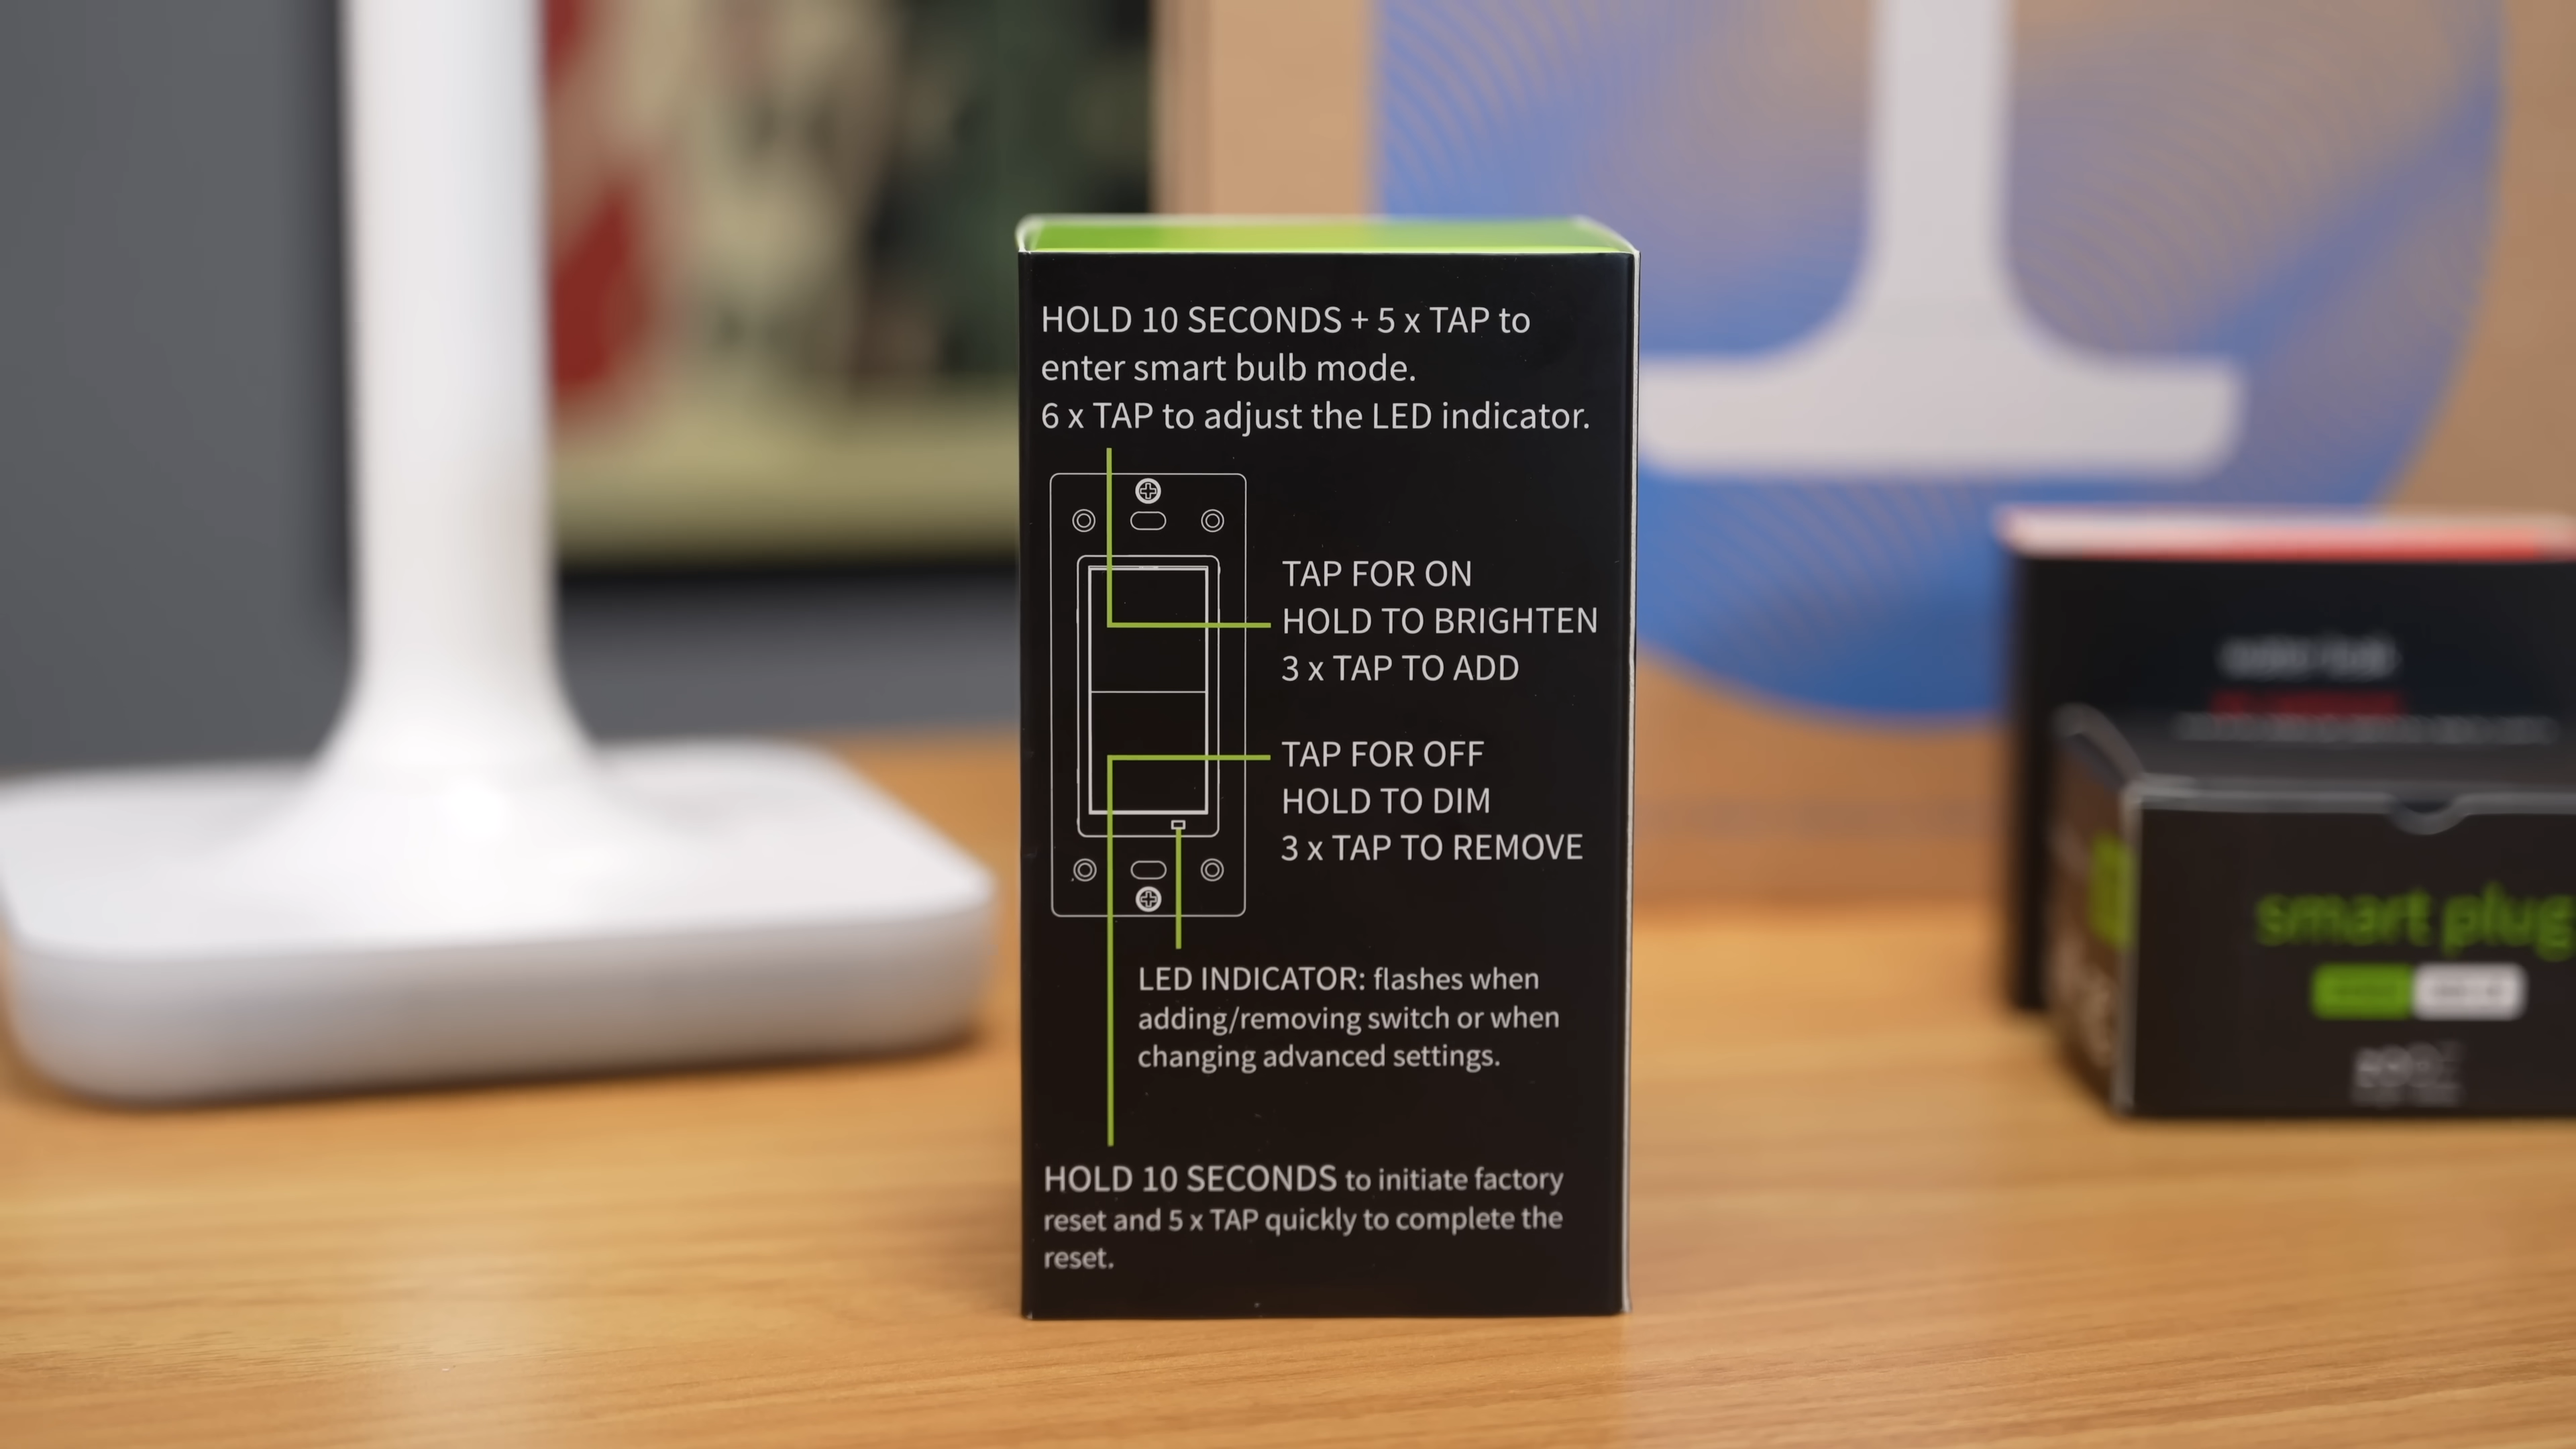 HOLD 10 SECONDS + 5 x TAP to
enter smart bulb mode.
6 x TAP to adjust the LED indicator.
TAP FOR ON
HOLD TO BRIGHTEN
3 x TAP TO ADD
TAP FOR OFF
HOLD TO DIM
3 x TAP TO REMOVE
LED INDICATOR: flashes when
adding/removing switch or when
changing advanced settings.
HOLD 10 SECONDS to initiate factory
reset and 5 x TAP quickly to complete the
reset.
smart plug